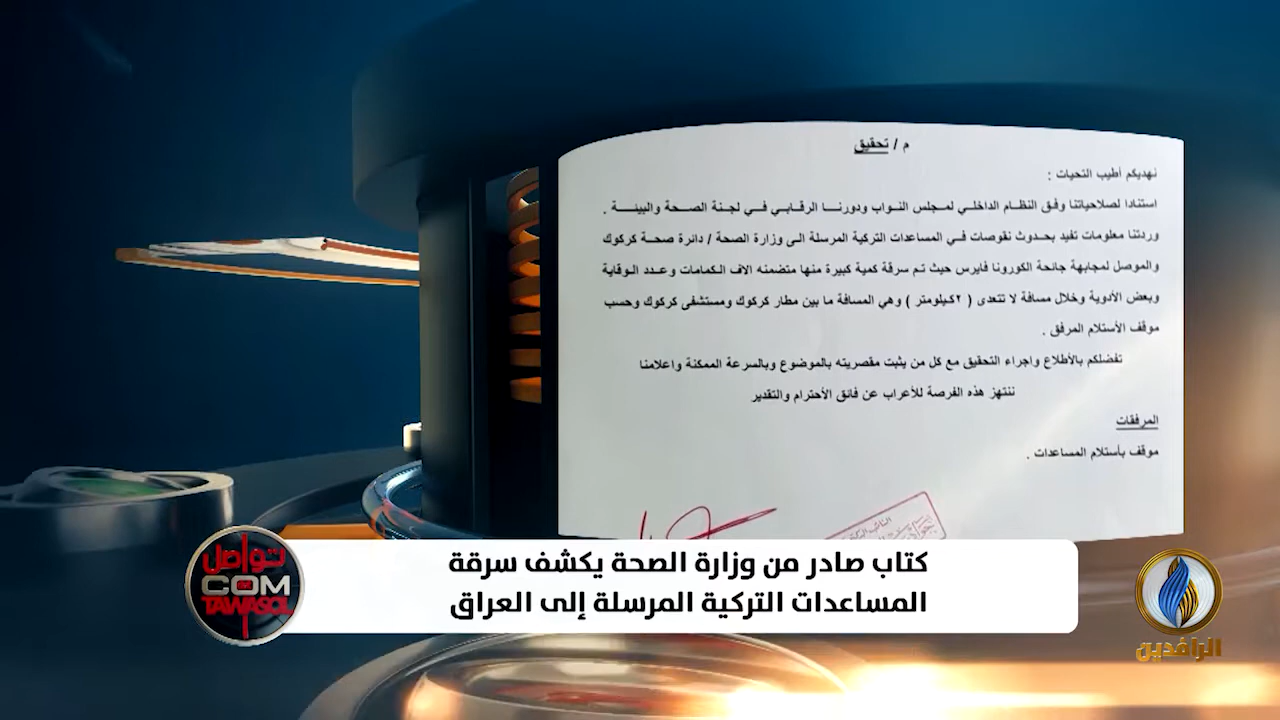 م / تحقيق
نهديكم أطيب التحيات :
استنادا لصلاحياتنا وفق النظام الداخلي لمجلس النواب ودورنا الرقابي في لجنة الصحة والبيئة .
وردتنا معلومات تفيد بحدوث نقوصات في المساعدات التركية المرسلة الى وزارة الصحة / دائرة صحة كركوك
والموصل لمجابهة جائحة الكورونا فايرس حيث تم سرقة كمية كبيرة منها متضمنه الاف الكمامات وعدد الوقاية
وبعض الأدوية وخلال مسافة لا تتعدى ( ٢كيلومتر ) وهي المسافة ما بين مطار كركوك ومستشفى كركوك وحسب
موقف الأستلام المرفق .
تفضلكم بالأطلاع واجراء التحقيق مع كل من يثبت مقصريته بالموضوع وبالسرعة الممكنة واعلامنا
ننتهز هذه الفرصة للأعراب عن فائق الأحترام والتقدير
المرفقات
موقف بأستلام المساعدات .
النائب
كتاب صادر من وزارة الصحة يكشف سرقة
المساعدات التركية المرسلة إلى العراق
تواصل
COM
TAWASOL
الرافدين